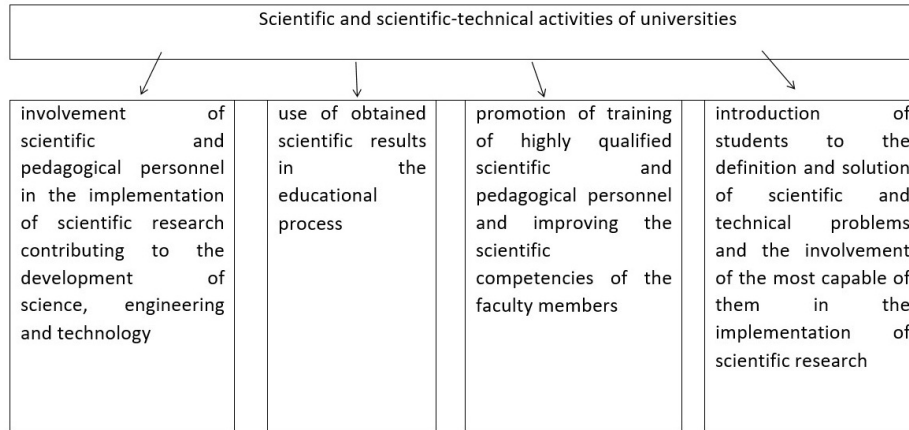 Scientific and scientific-technical activities of universities
involvement of
scientific and
pedagogical personnel
in the implementation
of scientific research
contributing to the
development of
science, engineering
and technology
use of obtained
scientific results
in the
educational
process
promotion of training
of highly qualified
scientific and
pedagogical personnel
and improving the
scientific
competencies of the
faculty members
introduction of
students to the
definition and solution
of scientific and
technical problems
and the involvement
of the most capable of
them in the
implementation of
scientific research